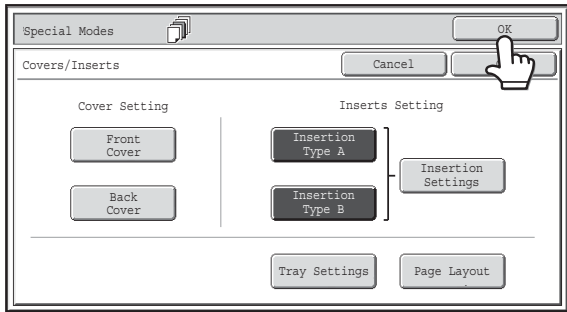 Special Modes
OK
Covers/Inserts
Cancel
Cover Setting
Inserts Setting
Front
Cover
Insertion
Type A
Insertion
Settings
Back
Cover
Insertion
Type B
Tray Settings
Page Layout